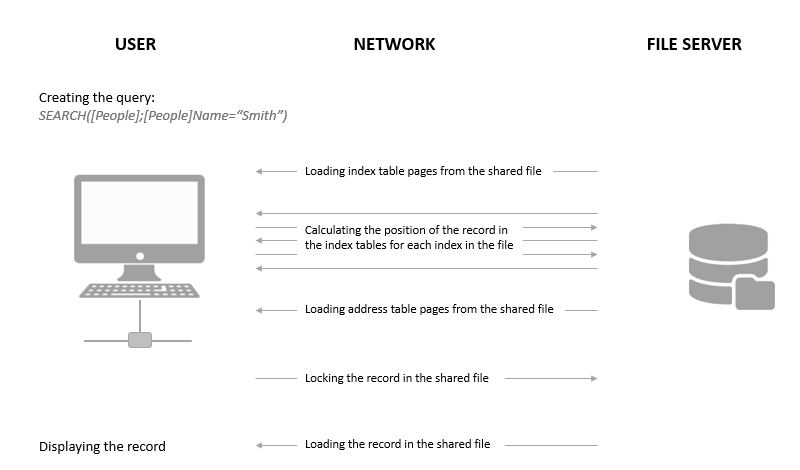 USER NETWORK FILE SERVER
Creating the query:
SEARCH([People];[People]Name=“Smith”)
Loading index table pages from the shared file
Calculating the position of the record in
the index tables for each index in the file
Loading address table pages from the shared file
Locking the record in the shared file
Displaying the record
Loading the record in the shared file